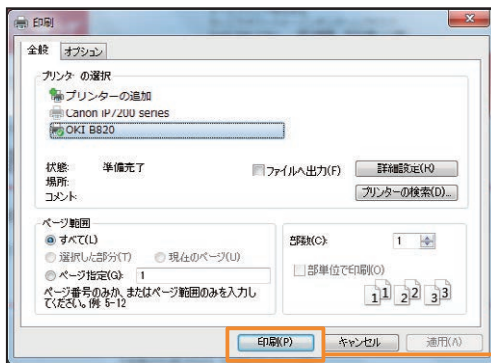 印刷
全般 オプション
プリンターの選択
プリンターの追加
Canon iP7200 series
OKI B820
状態: 準備完了
場所:
コメント:
ファイルへ出力(F)
詳細設定(H)
プリンターの検索(D)...
ページ範囲
すべて(L)
選択した部分(T) 現在のページ(U)
ページ指定(G): 1
ページ番号のみか、またはページ範囲のみを入力し
てください。例: 5-12
部数(C): 1
部単位で印刷(O)
11 22 33
印刷(P) キャンセル 適用(A)